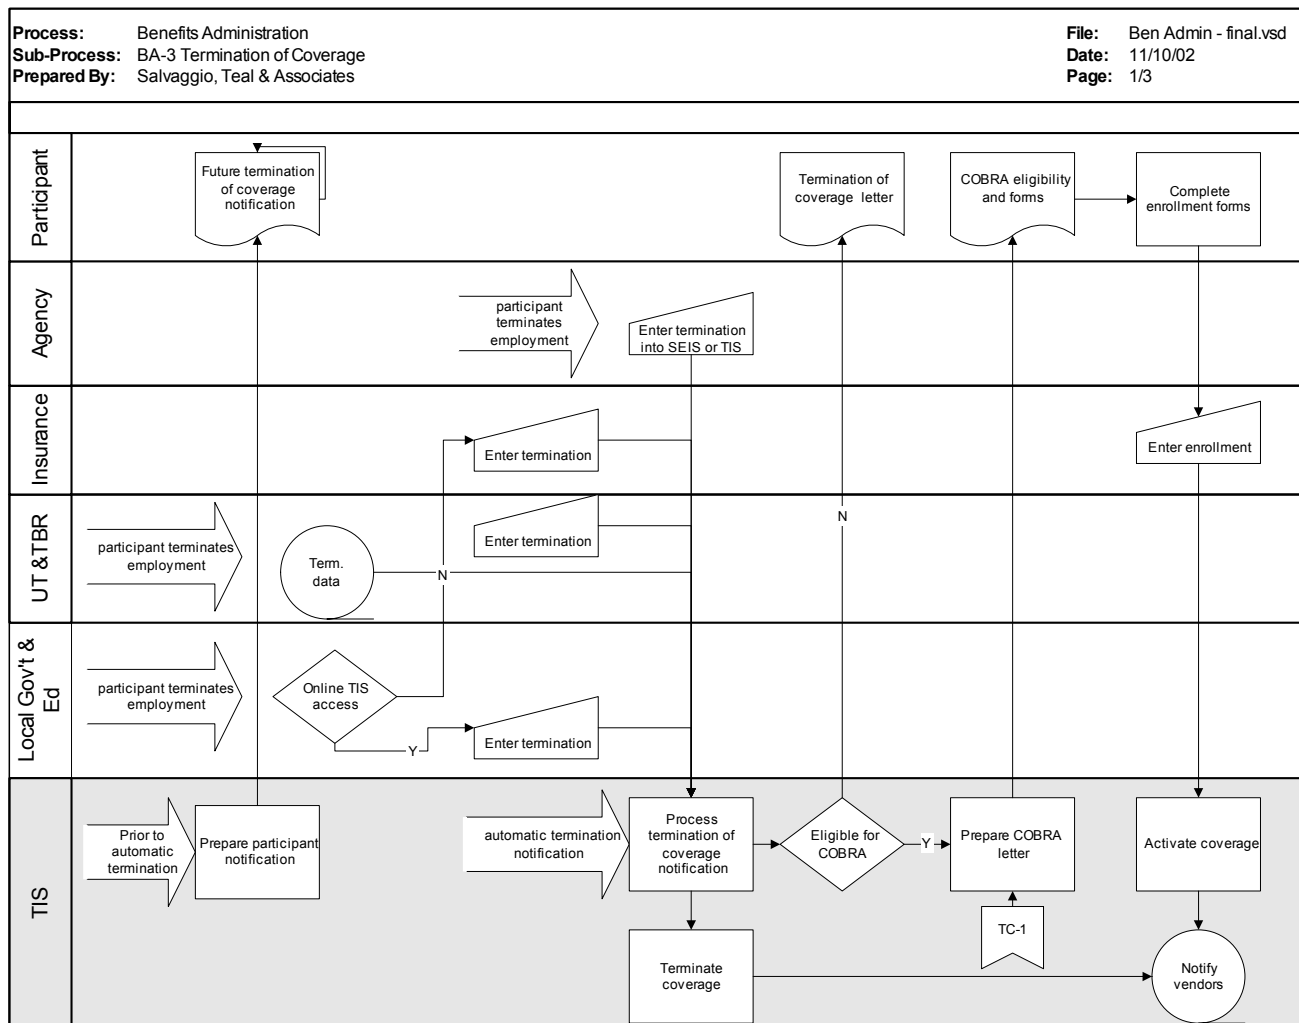 Process: Benefits Administration
Sub-Process: BA-3 Termination of Coverage
Prepared By: Salvaggio, Teal & Associates
File: Ben Admin - final.vsd
Date: 11/10/02
Page: 1/3
Participant
Future termination
of coverage
notification
Termination of
coverage letter
COBRA eligibility
and forms
Complete
enrollment forms
Agency
participant
terminates
employment
Enter termination
into SEIS or TIS
Insurance
Enter termination
Enter enrollment
UT &TBR
participant terminates
employment
Term.
data
Enter termination
N
N
Local Gov't &
Ed
participant terminates
employment
Online TIS
access
Y
Enter termination
TIS
Prior to
automatic
termination
Prepare participant
notification
automatic termination
notification
Process
termination of
coverage
notification
Eligible for
COBRA
Y
Prepare COBRA
letter
Activate coverage
TC-1
Terminate
coverage
Notify
vendors